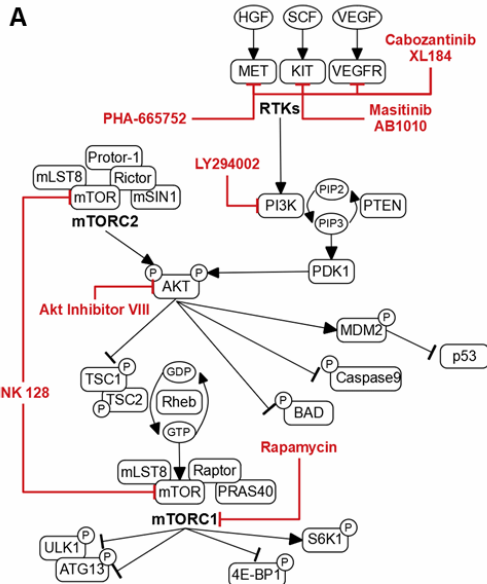 A
HGF
SCF
VEGF
Cabozantinib
XL184
MET
KIT
VEGFR
RTKs
PHA-665752
Masitinib
AB1010
Protor-1
mLST8
Rictor
mTOR
mSIN1
mTORC2
LY294002
PI3K
PIP2
PIP3
PTEN
PDK1
P
P
AKT
Akt Inhibitor VIII
P
MDM2
p53
P
TSC1
TSC2
P
GDP
Rheb
GTP
P
Caspase9
P
BAD
NK 128
Rapamycin
mLST8
Raptor
mTOR
PRAS40
mTORC1
P
ULK1
P
ATG13
P
4E-BP1
P
S6K1